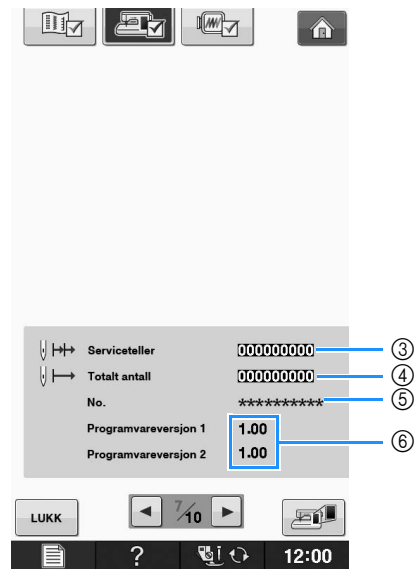 Serviceteller 000000000 ③
Totalt antall 000000000 ④
No. ********** ⑤
Programvareversjon 1 1.00
⑥
Programvareversjon 2 1.00
LUKK 7/10
? 12:00